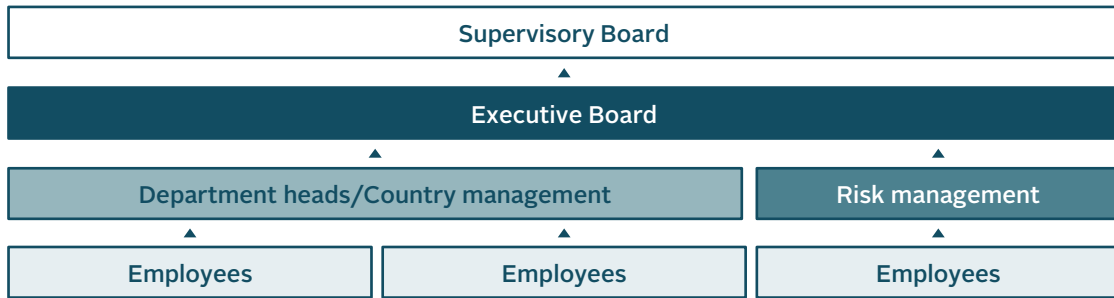 Supervisory Board
Executive Board
Department heads/Country management
Risk management
Employees
Employees
Employees